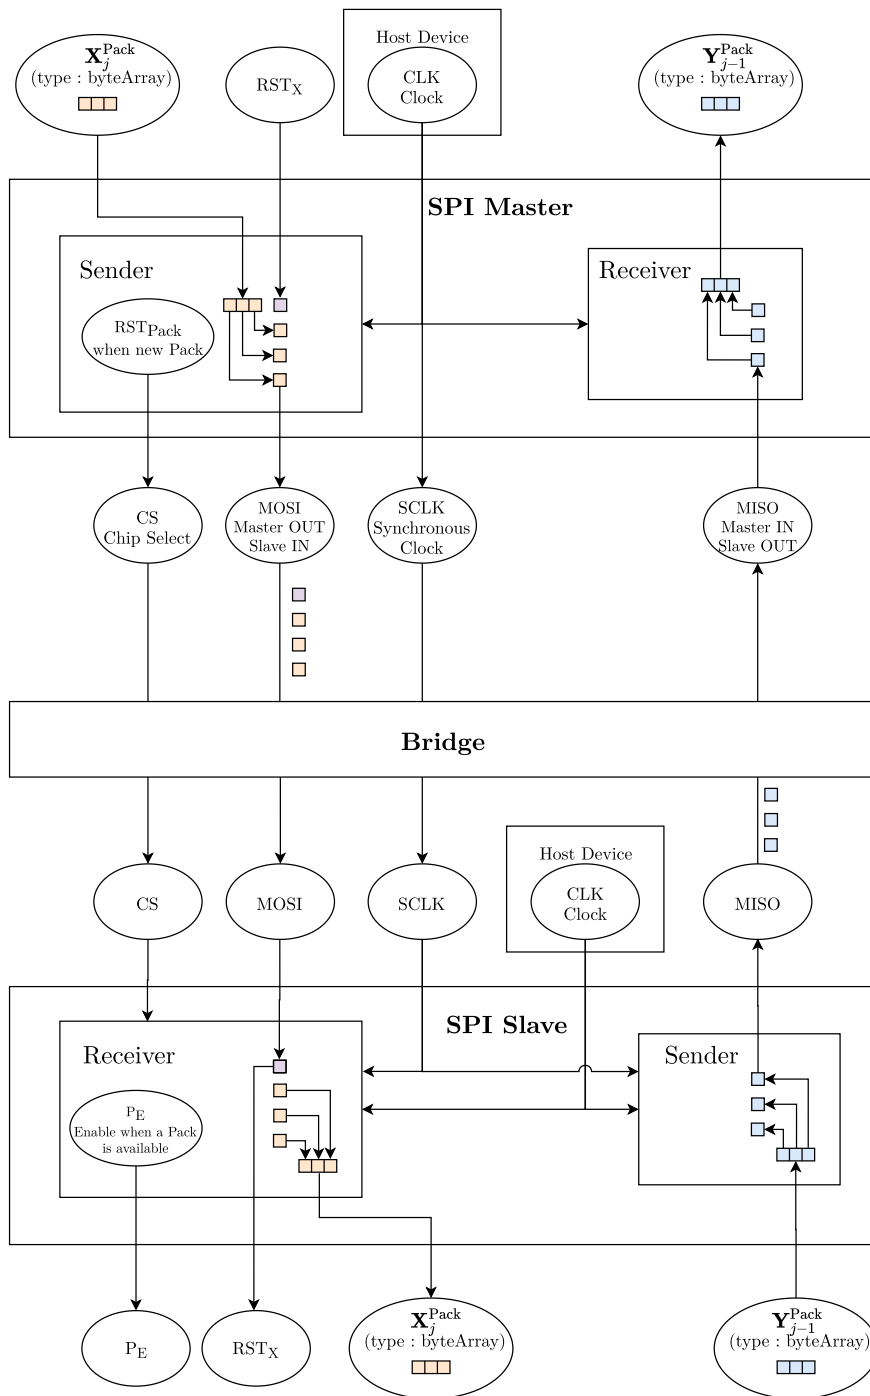 X_j^Pack
(type : byteArray)
RST_X
Host Device
CLK
Clock
Y_{j−1}^Pack
(type : byteArray)
SPI Master
Sender
RST_Pack
when new Pack
Receiver
CS
Chip Select
MOSI
Master OUT
Slave IN
SCLK
Synchronous
Clock
MISO
Master IN
Slave OUT
Bridge
CS
MOSI
SCLK
Host Device
CLK
Clock
MISO
SPI Slave
Receiver
P_E
Enable when a Pack
is available
Sender
P_E
RST_X
X_j^Pack
(type : byteArray)
Y_{j−1}^Pack
(type : byteArray)